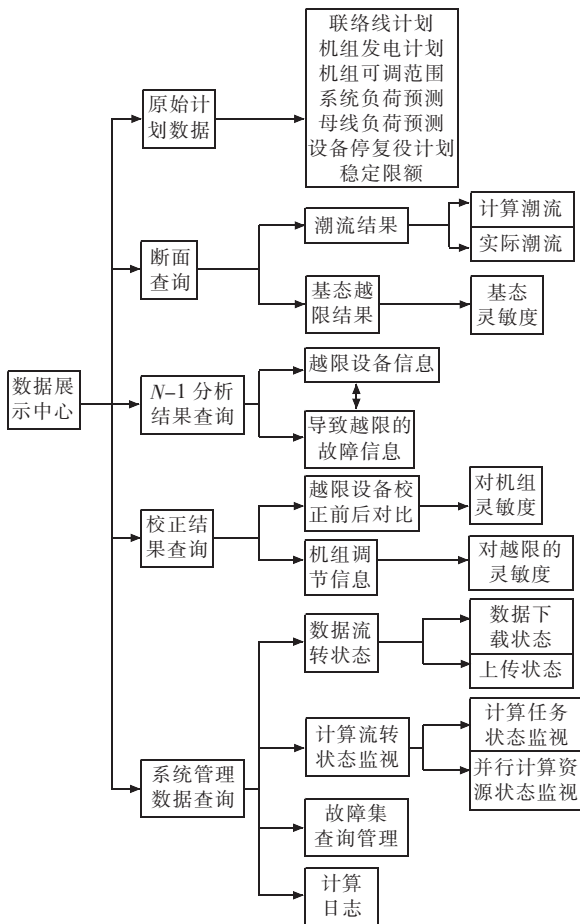 联络线计划
机组发电计划
机组可调范围
系统负荷预测
母线负荷预测
设备停复役计划
稳定限额
原始计
划数据
潮流结果
计算潮流
实际潮流
断面
查询
基态越
限结果
基态
灵敏度
数据展
示中心
N-1 分析
结果查询
越限设备信息
导致越限的
故障信息
校正结
果查询
越限设备校
正前后对比
对机组
灵敏度
机组调
节信息
对越限的
灵敏度
数据流
转状态
数据下
载状态
上传状态
系统管理
数据查询
计算流转
状态监视
计算任务
状态监视
并行计算资
源状态监视
故障集
查询管理
计算
日志